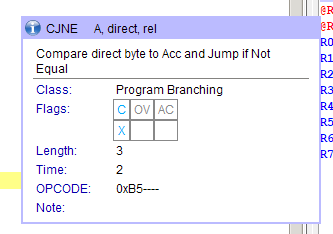 CJNE A, direct, rel
Compare direct byte to Acc and Jump if Not
Equal
Class: Program Branching
Flags: C OV AC
X
Length: 3
Time: 2
OPCODE: 0xB5----
Note:
@R
@R
R0
R1
R2
R3
R4
R5
R6
R7